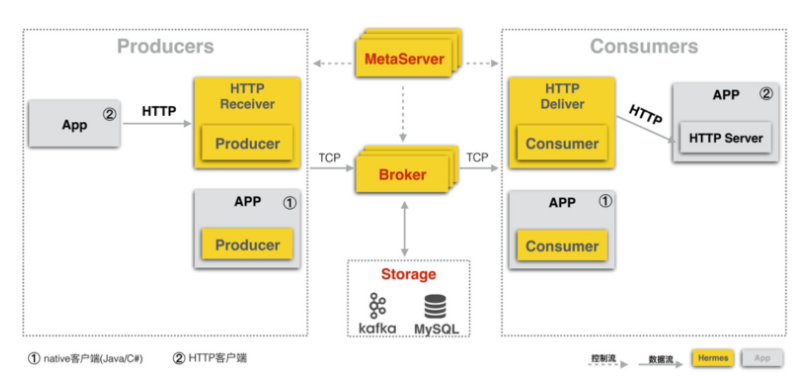 Producers
MetaServer
Consumers
HTTP
Receiver
Producer
App
②
HTTP
HTTP
Deliver
Consumer
HTTP
APP
②
HTTP Server
TCP
Broker
TCP
APP
①
Producer
APP
①
Consumer
Storage
kafka
MySQL
① native客户端(Java/C#)
② HTTP客户端
控制流
数据流
Hermes
App